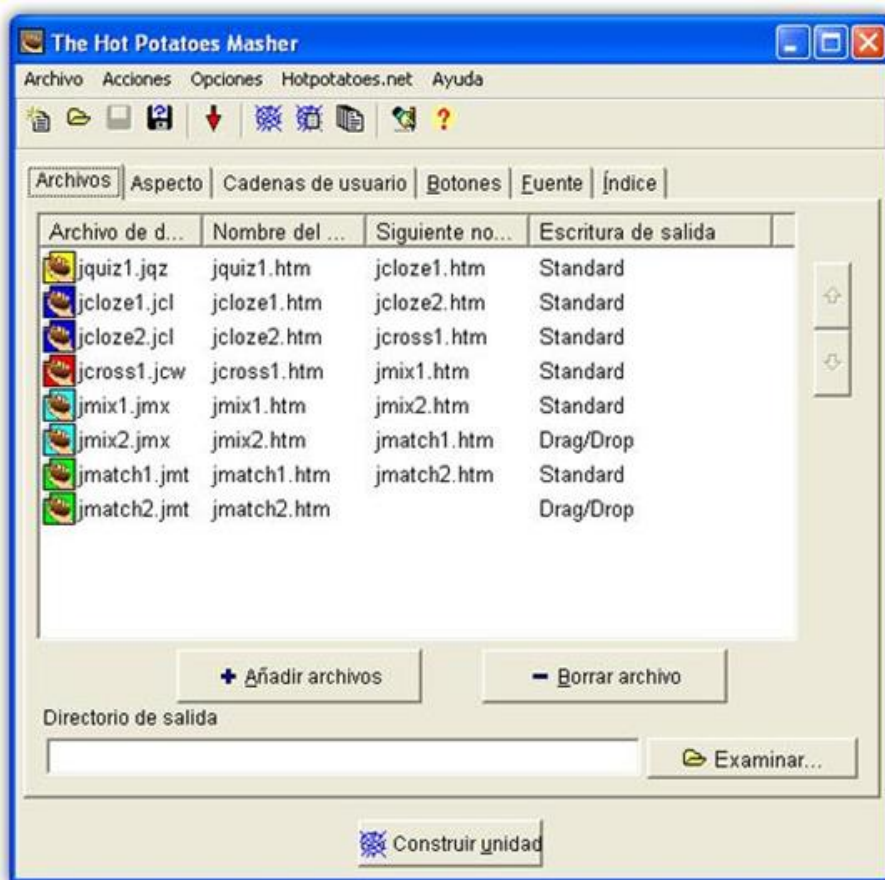 The Hot Potatoes Masher
Archivo Acciones Opciones Hotpotatoes.net Ayuda
Archivos Aspecto Cadenas de usuario Botones Fuente Índice
Archivo de d... Nombre del ... Siguiente no... Escritura de salida
jquiz1.jqz jquiz1.htm jcloze1.htm Standard
jcloze1.jcl jcloze1.htm jcloze2.htm Standard
jcloze2.jcl jcloze2.htm jcross1.htm Standard
jcross1.jcw jcross1.htm jmix1.htm Standard
jmix1.jmx jmix1.htm jmix2.htm Standard
jmix2.jmx jmix2.htm jmatch1.htm Drag/Drop
jmatch1.jmt jmatch1.htm jmatch2.htm Standard
jmatch2.jmt jmatch2.htm Drag/Drop
+ Añadir archivos - Borrar archivo
Directorio de salida
Examinar...
Construir unidad